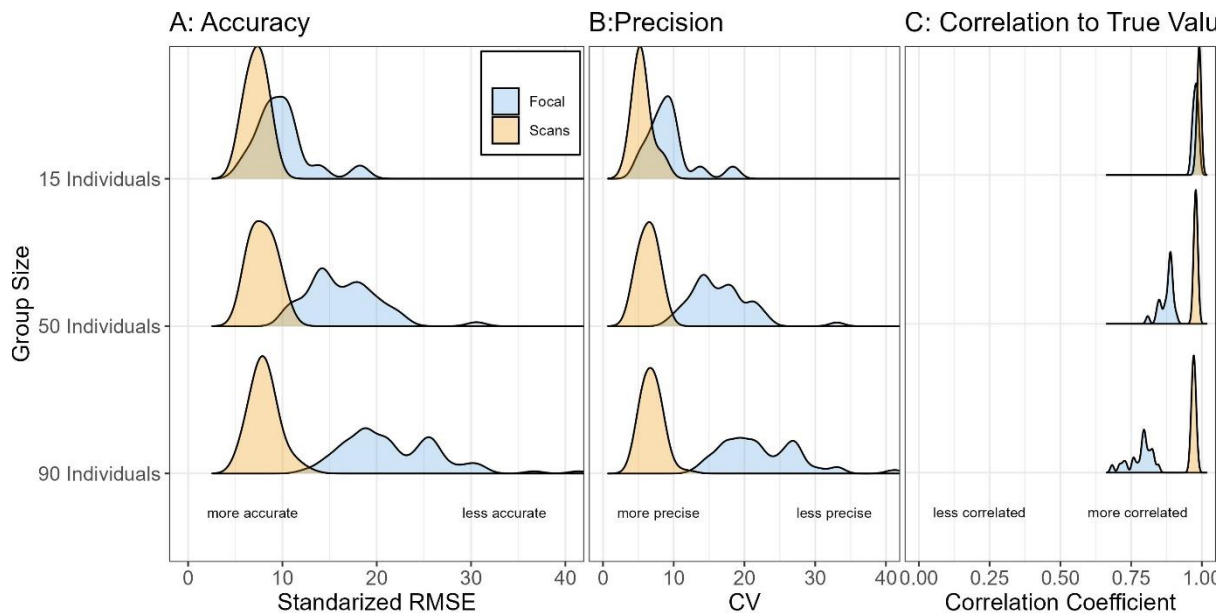 A: Accuracy
B:Precision
C: Correlation to True Valu
Focal
Scans
Group Size
15 Individuals
50 Individuals
90 Individuals
more accurate
less accurate
more precise
less precise
less correlated
more correlated
0
10
20
30
40
0
10
20
30
40
0.00
0.25
0.50
0.75
1.00
Standarized RMSE
CV
Correlation Coefficient